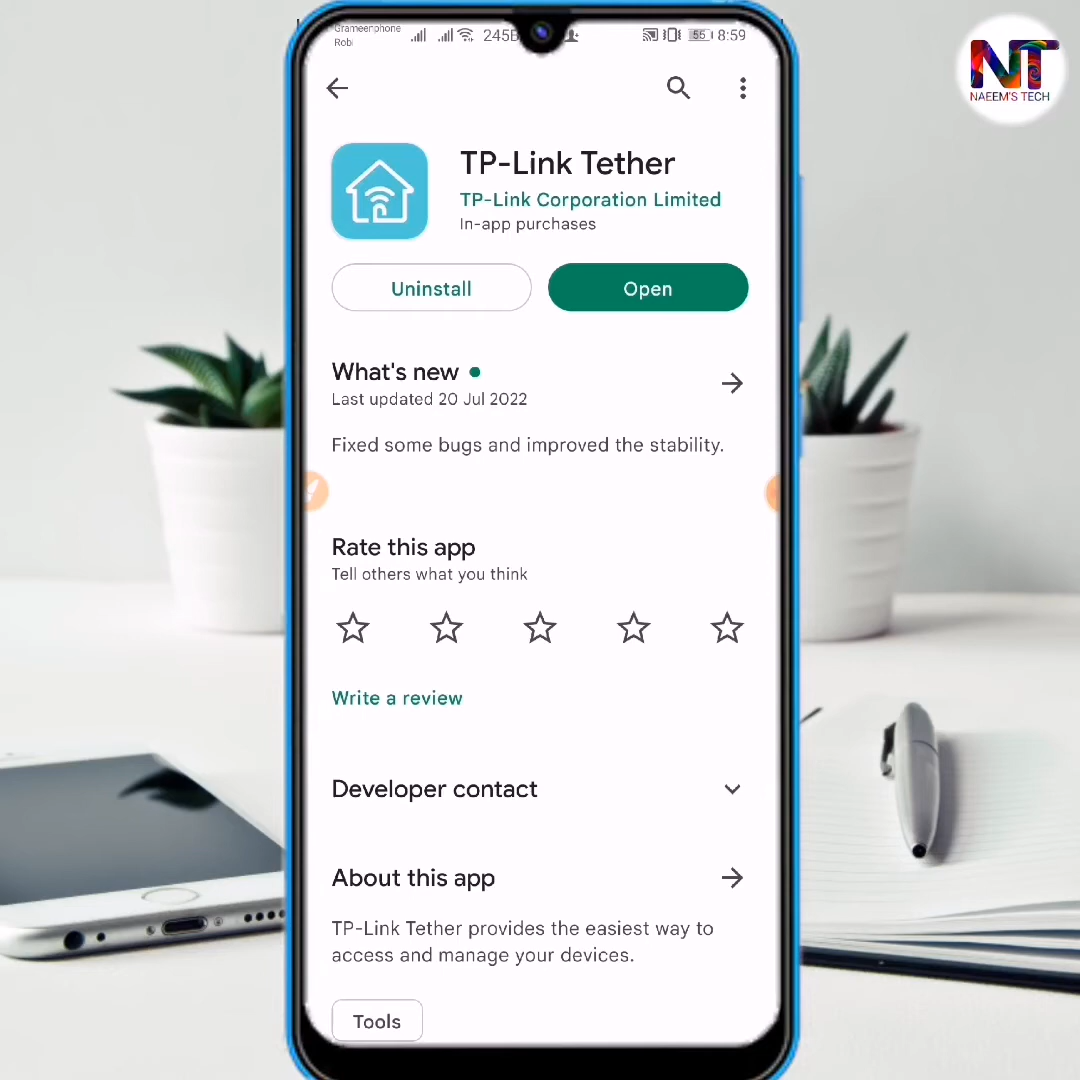 Grameenphone
Robi
245B
55
8:59
NT
NAEEM'S TECH
TP-Link Tether
TP-Link Corporation Limited
In-app purchases
Uninstall
Open
What's new
Last updated 20 Jul 2022
Fixed some bugs and improved the stability.
Rate this app
Tell others what you think
Write a review
Developer contact
About this app
TP-Link Tether provides the easiest way to
access and manage your devices.
Tools